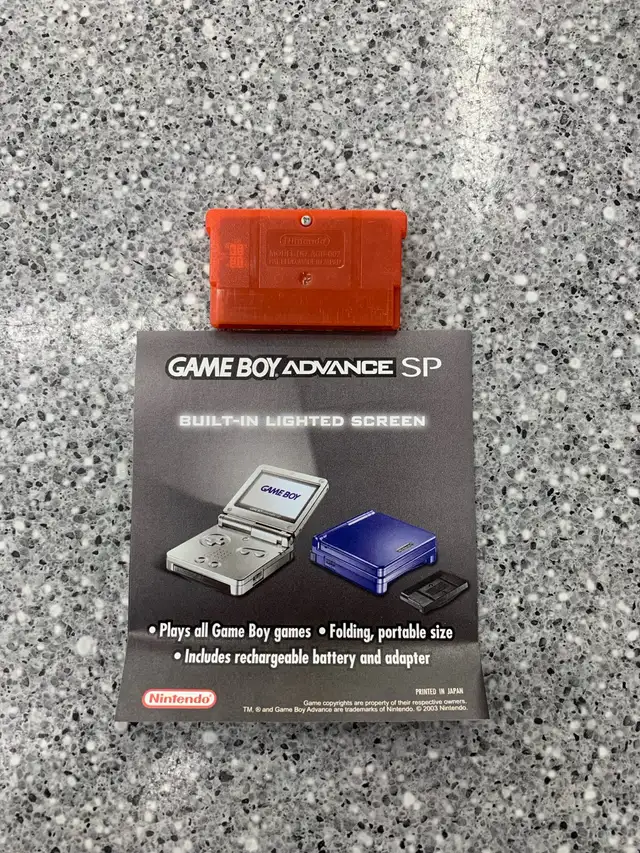 Nintendo
GAME BOY ADVANCE SP
BUILT-IN LIGHTED SCREEN
GAME BOY
• Plays all Game Boy games • Folding, portable size
• Includes rechargeable battery and adapter
PRINTED IN JAPAN
Nintendo
Game copyrights are property of their respective owners.
TM, ® and Game Boy Advance are trademarks of Nintendo. © 2003 Nintendo.